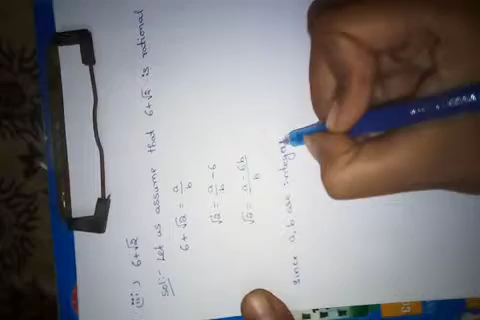 (iii) 6+√2
Sol:- Let us assume that 6+√2 is rational
6+√2 = a/b
√2 = a/b - 6
√2 = a-6b/b
Since a, b are integer